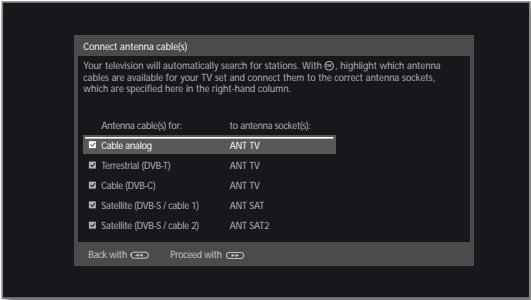 Connect antenna cable(s)
Your television will automatically search for stations. With OK, highlight which antenna
cables are available for your TV set and connect them to the correct antenna sockets,
which are specified here in the right-hand column.
Antenna cable(s) for: to antenna socket(s):
Cable analog ANT TV
Terrestrial (DVB-T) ANT TV
Cable (DVB-C) ANT TV
Satellite (DVB-S / cable 1) ANT SAT
Satellite (DVB-S / cable 2) ANT SAT2
Back with Proceed with